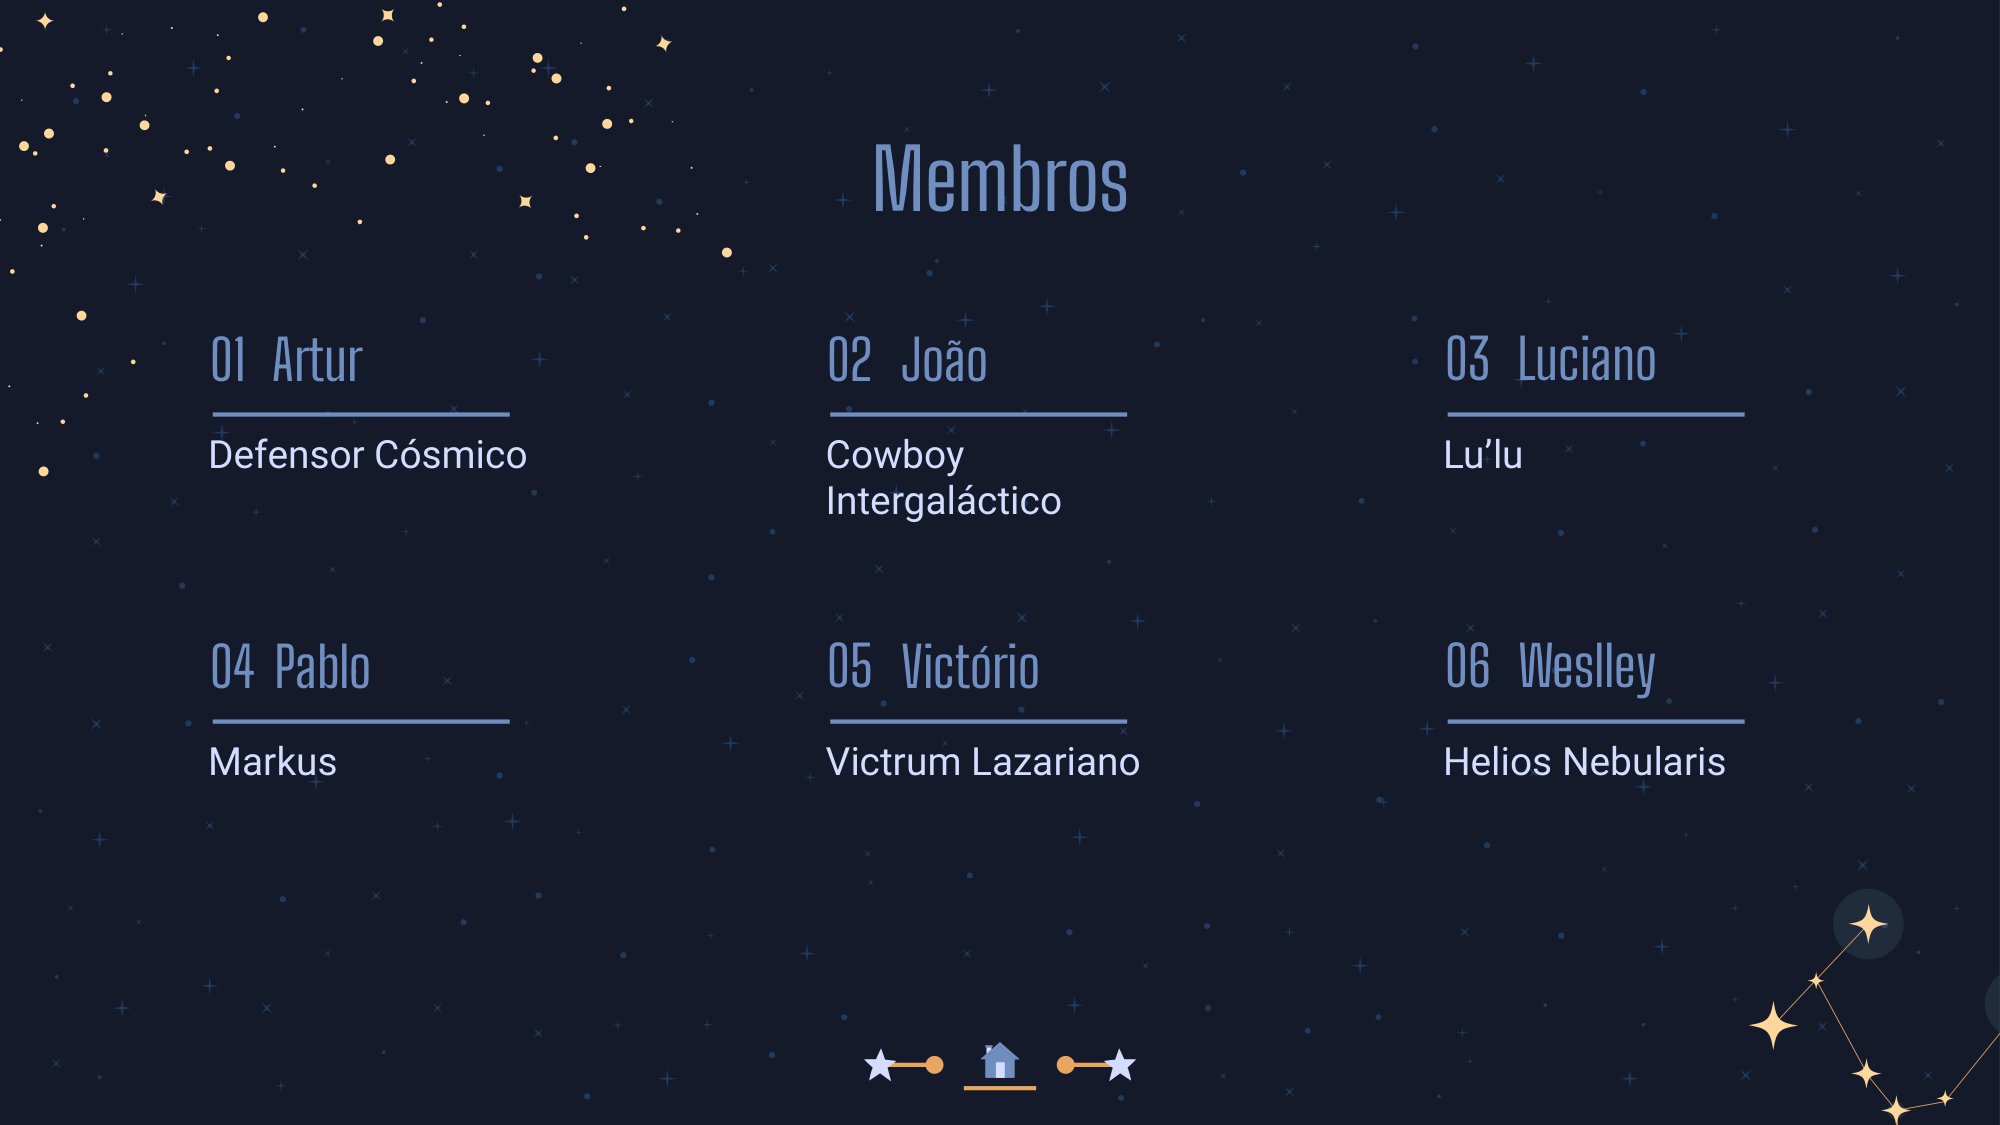 Membros
01 Artur
Defensor Cósmico
02 João
Cowboy
Intergaláctico
03 Luciano
Lu’lu
04 Pablo
Markus
05 Victório
Victrum Lazariano
06 Weslley
Helios Nebularis